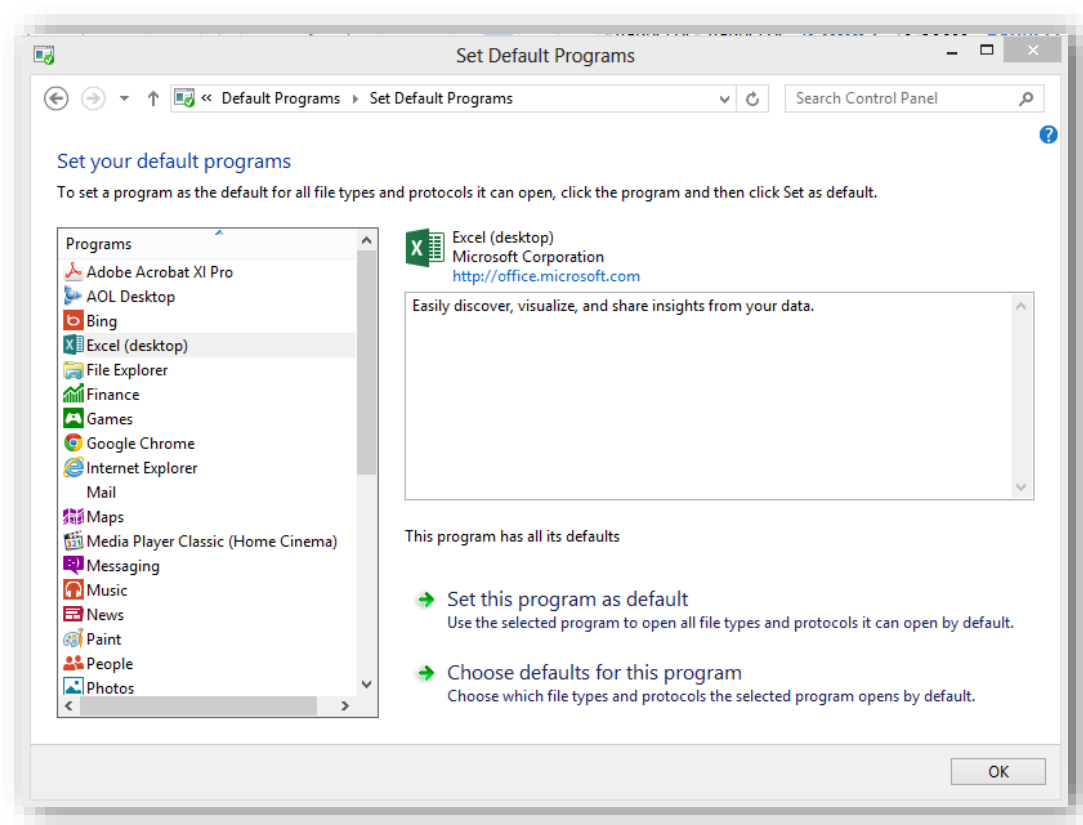 Set Default Programs
« Default Programs Set Default Programs
Search Control Panel
Set your default programs
To set a program as the default for all file types and protocols it can open, click the program and then click Set as default.
Programs
Adobe Acrobat XI Pro
AOL Desktop
Bing
Excel (desktop)
File Explorer
Finance
Games
Google Chrome
Internet Explorer
Mail
Maps
Media Player Classic (Home Cinema)
Messaging
Music
News
Paint
People
Photos
Excel (desktop)
Microsoft Corporation
http://office.microsoft.com
Easily discover, visualize, and share insights from your data.
This program has all its defaults
Set this program as default
Use the selected program to open all file types and protocols it can open by default.
Choose defaults for this program
Choose which file types and protocols the selected program opens by default.
OK